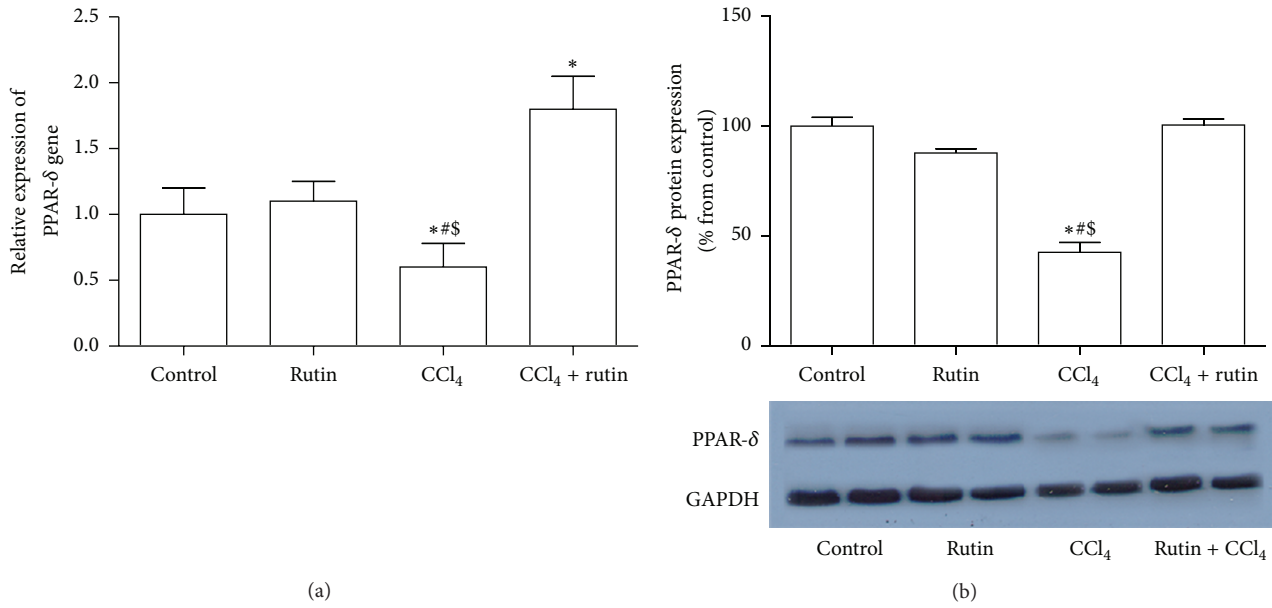 2.5
2.0
1.5
1.0
0.5
0.0
Relative expression of
PPAR-δ gene
*#$
*
Control
Rutin
CCl₄
CCl₄ + rutin
(a)
150
100
50
0
PPAR-δ protein expression
(% from control)
*#$
Control
Rutin
CCl₄
CCl₄ + rutin
PPAR-δ
GAPDH
Control
Rutin
CCl₄
Rutin + CCl₄
(b)